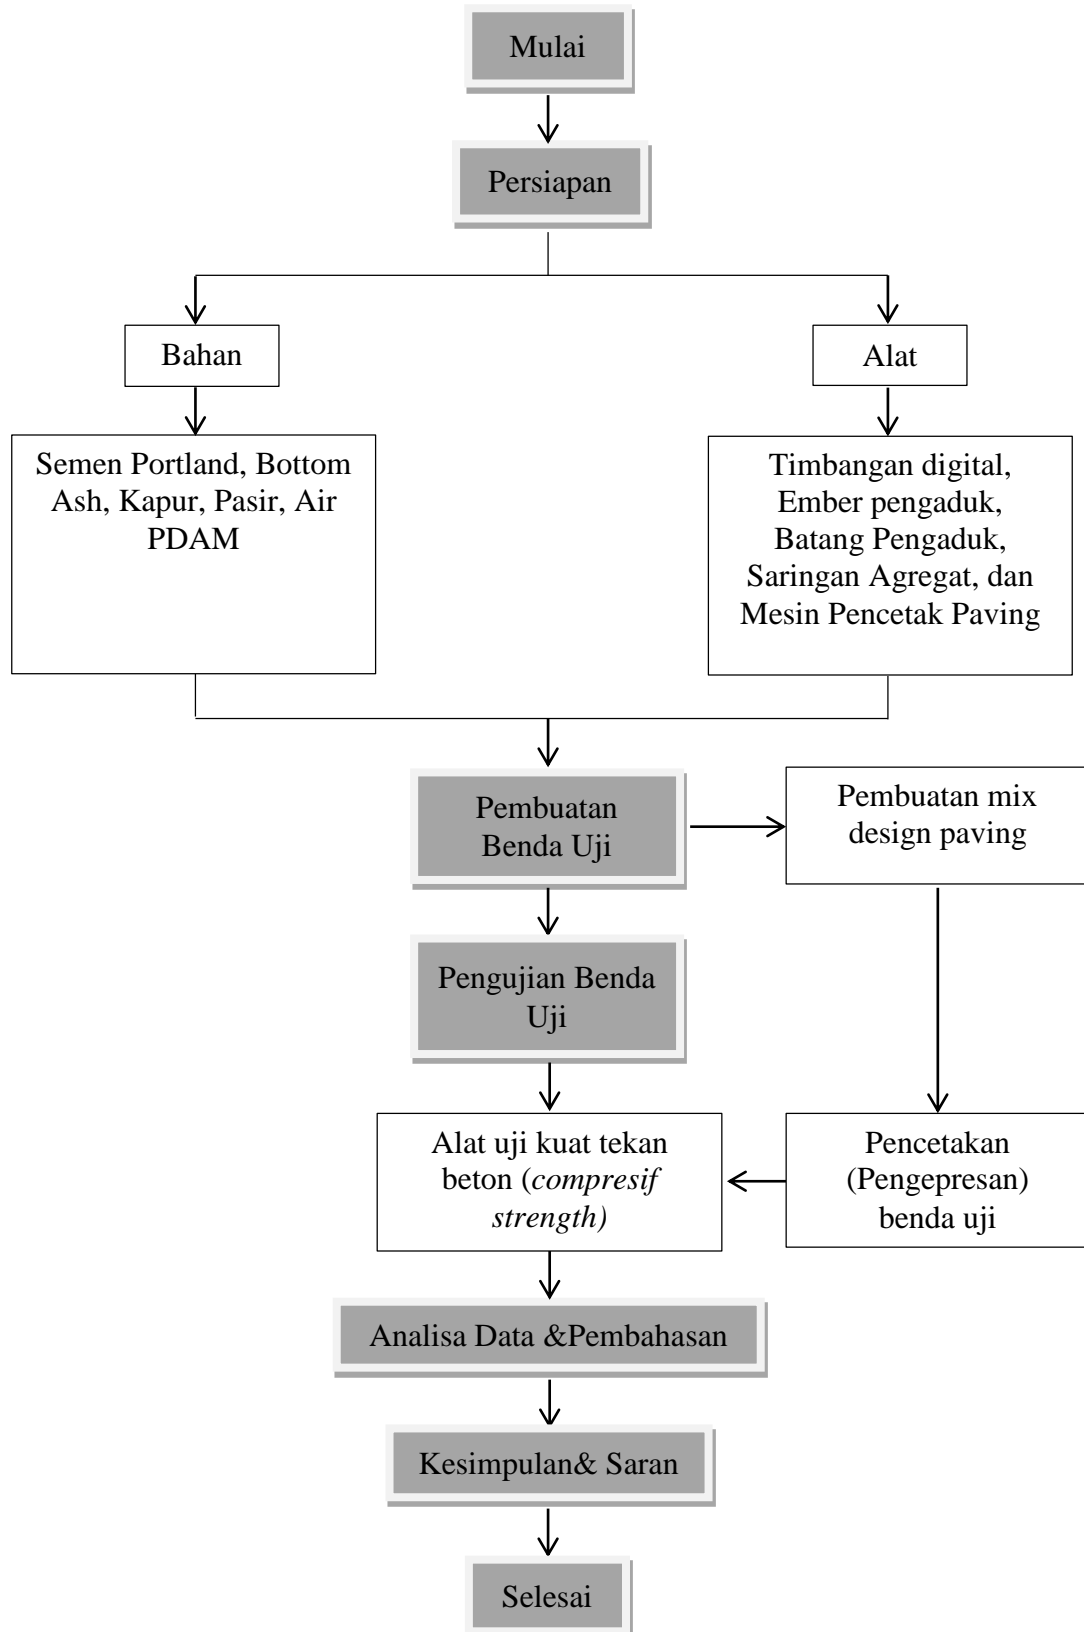 Mulai
Persiapan
Bahan
Alat
Semen Portland, Bottom
Ash, Kapur, Pasir, Air
PDAM
Timbangan digital,
Ember pengaduk,
Batang Pengaduk,
Saringan Agregat, dan
Mesin Pencetak Paving
Pembuatan
Benda Uji
Pembuatan mix
design paving
Pengujian Benda
Uji
Alat uji kuat tekan
beton (compresif
strength)
Pencetakan
(Pengepresan)
benda uji
Analisa Data &Pembahasan
Kesimpulan& Saran
Selesai